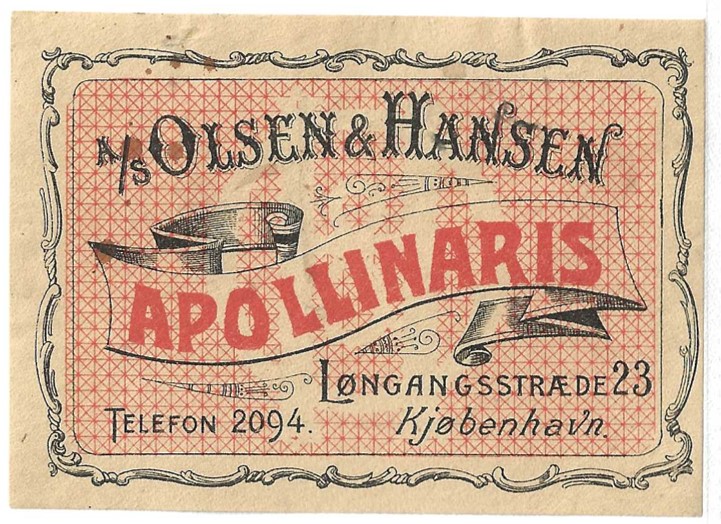 A/S OLSEN & HANSEN
APOLLINARIS
LØNGANGSSTRÆDE 23
TELEFON 2094. Kjøbenhavn.